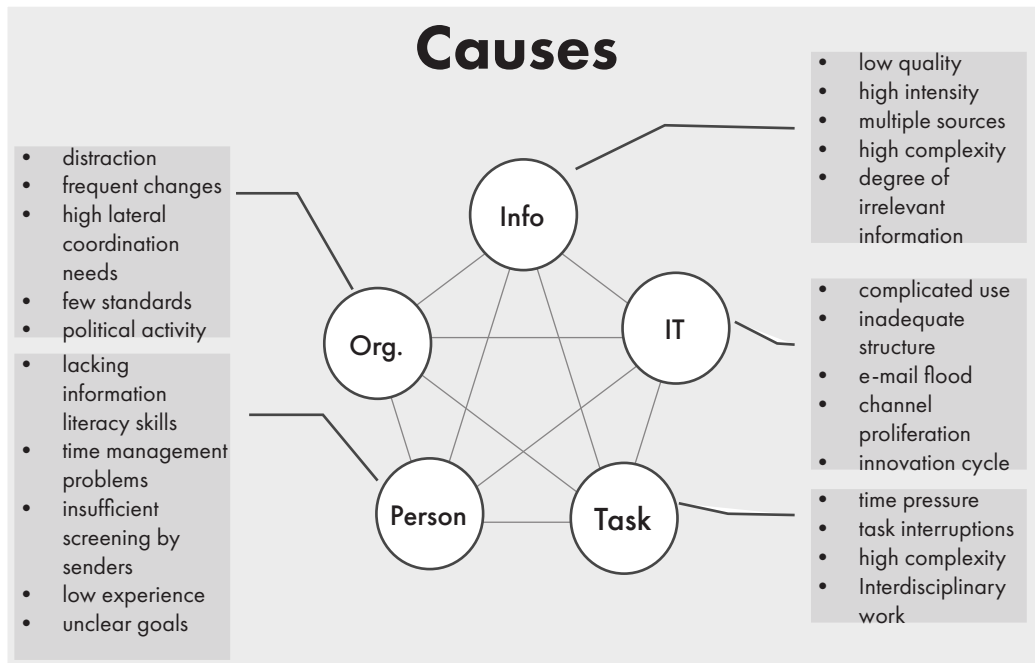 Causes
• low quality
• high intensity
• multiple sources
• high complexity
• degree of
irrelevant
information
• distraction
• frequent changes
• high lateral
coordination
needs
• few standards
• political activity
Info
IT
Org.
Person
Task
• complicated use
• inadequate
structure
• e-mail flood
• channel
proliferation
• innovation cycle
• lacking
information
literacy skills
• time management
problems
• insufficient
screening by
senders
• low experience
• unclear goals
• time pressure
• task interruptions
• high complexity
• Interdisciplinary
work